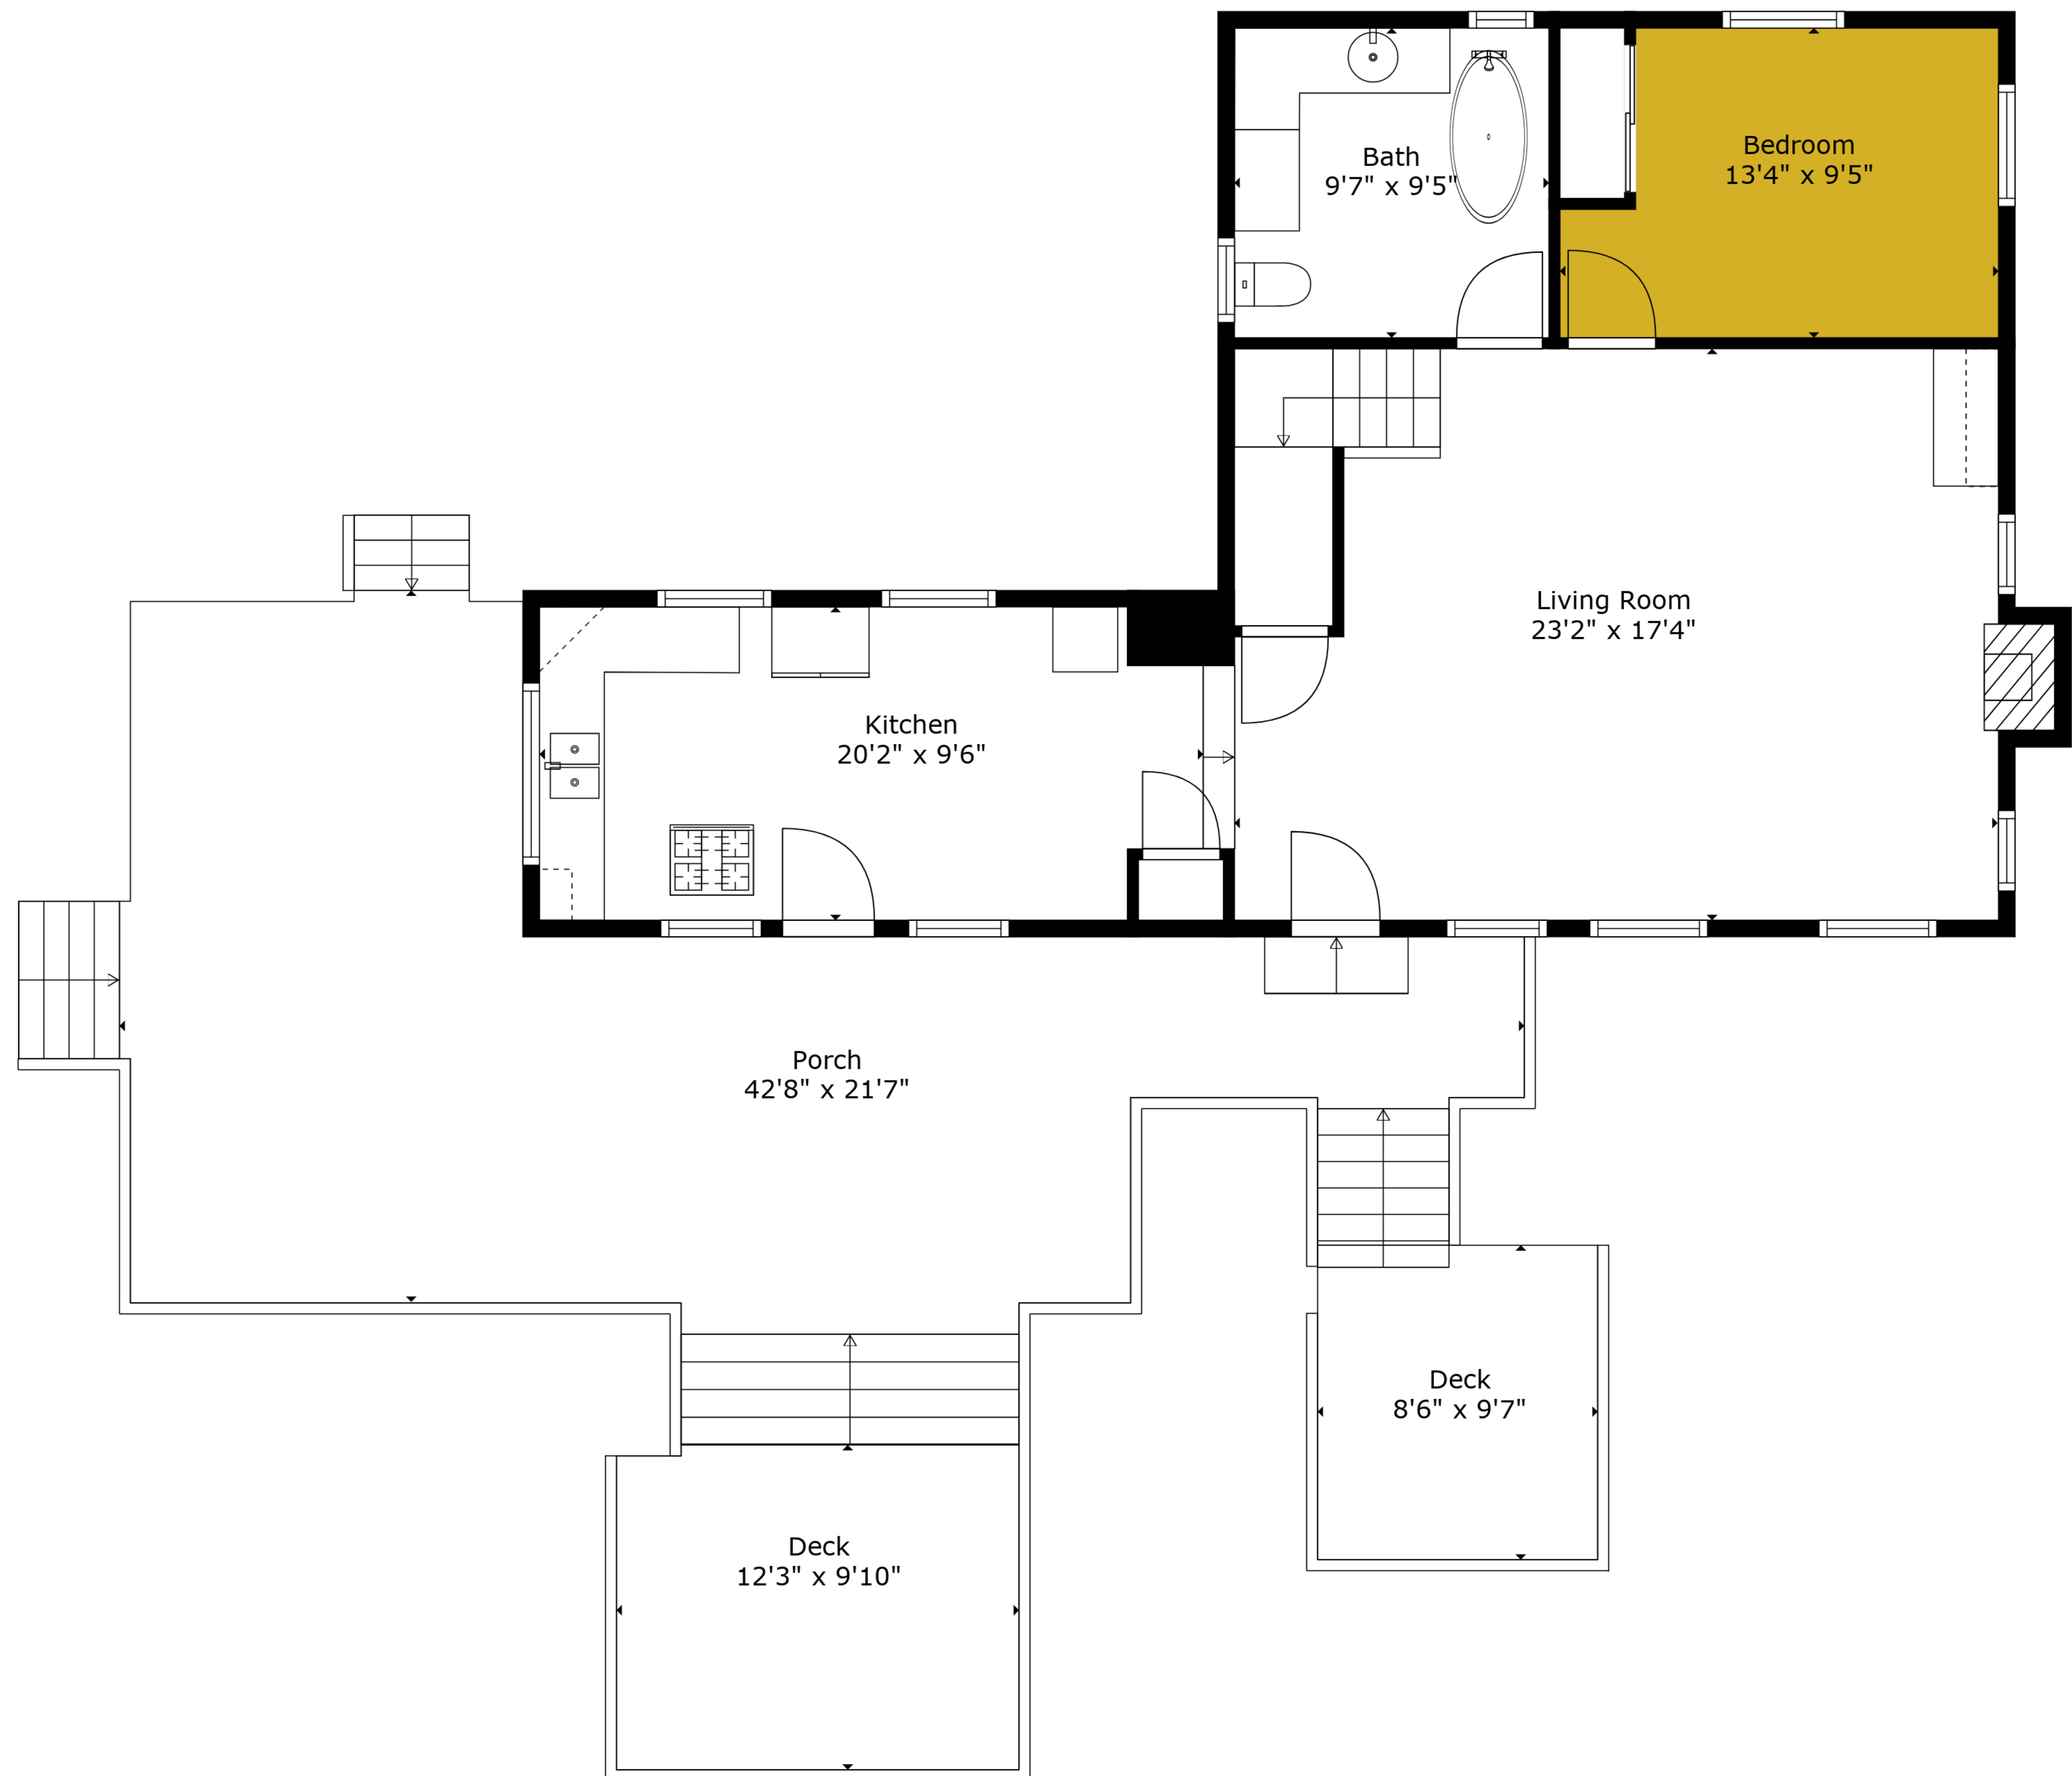 Bath
9'7" x 9'5"
Bedroom
13'4" x 9'5"
Living Room
23'2" x 17'4"
Kitchen
20'2" x 9'6"
Porch
42'8" x 21'7"
Deck
8'6" x 9'7"
Deck
12'3" x 9'10"